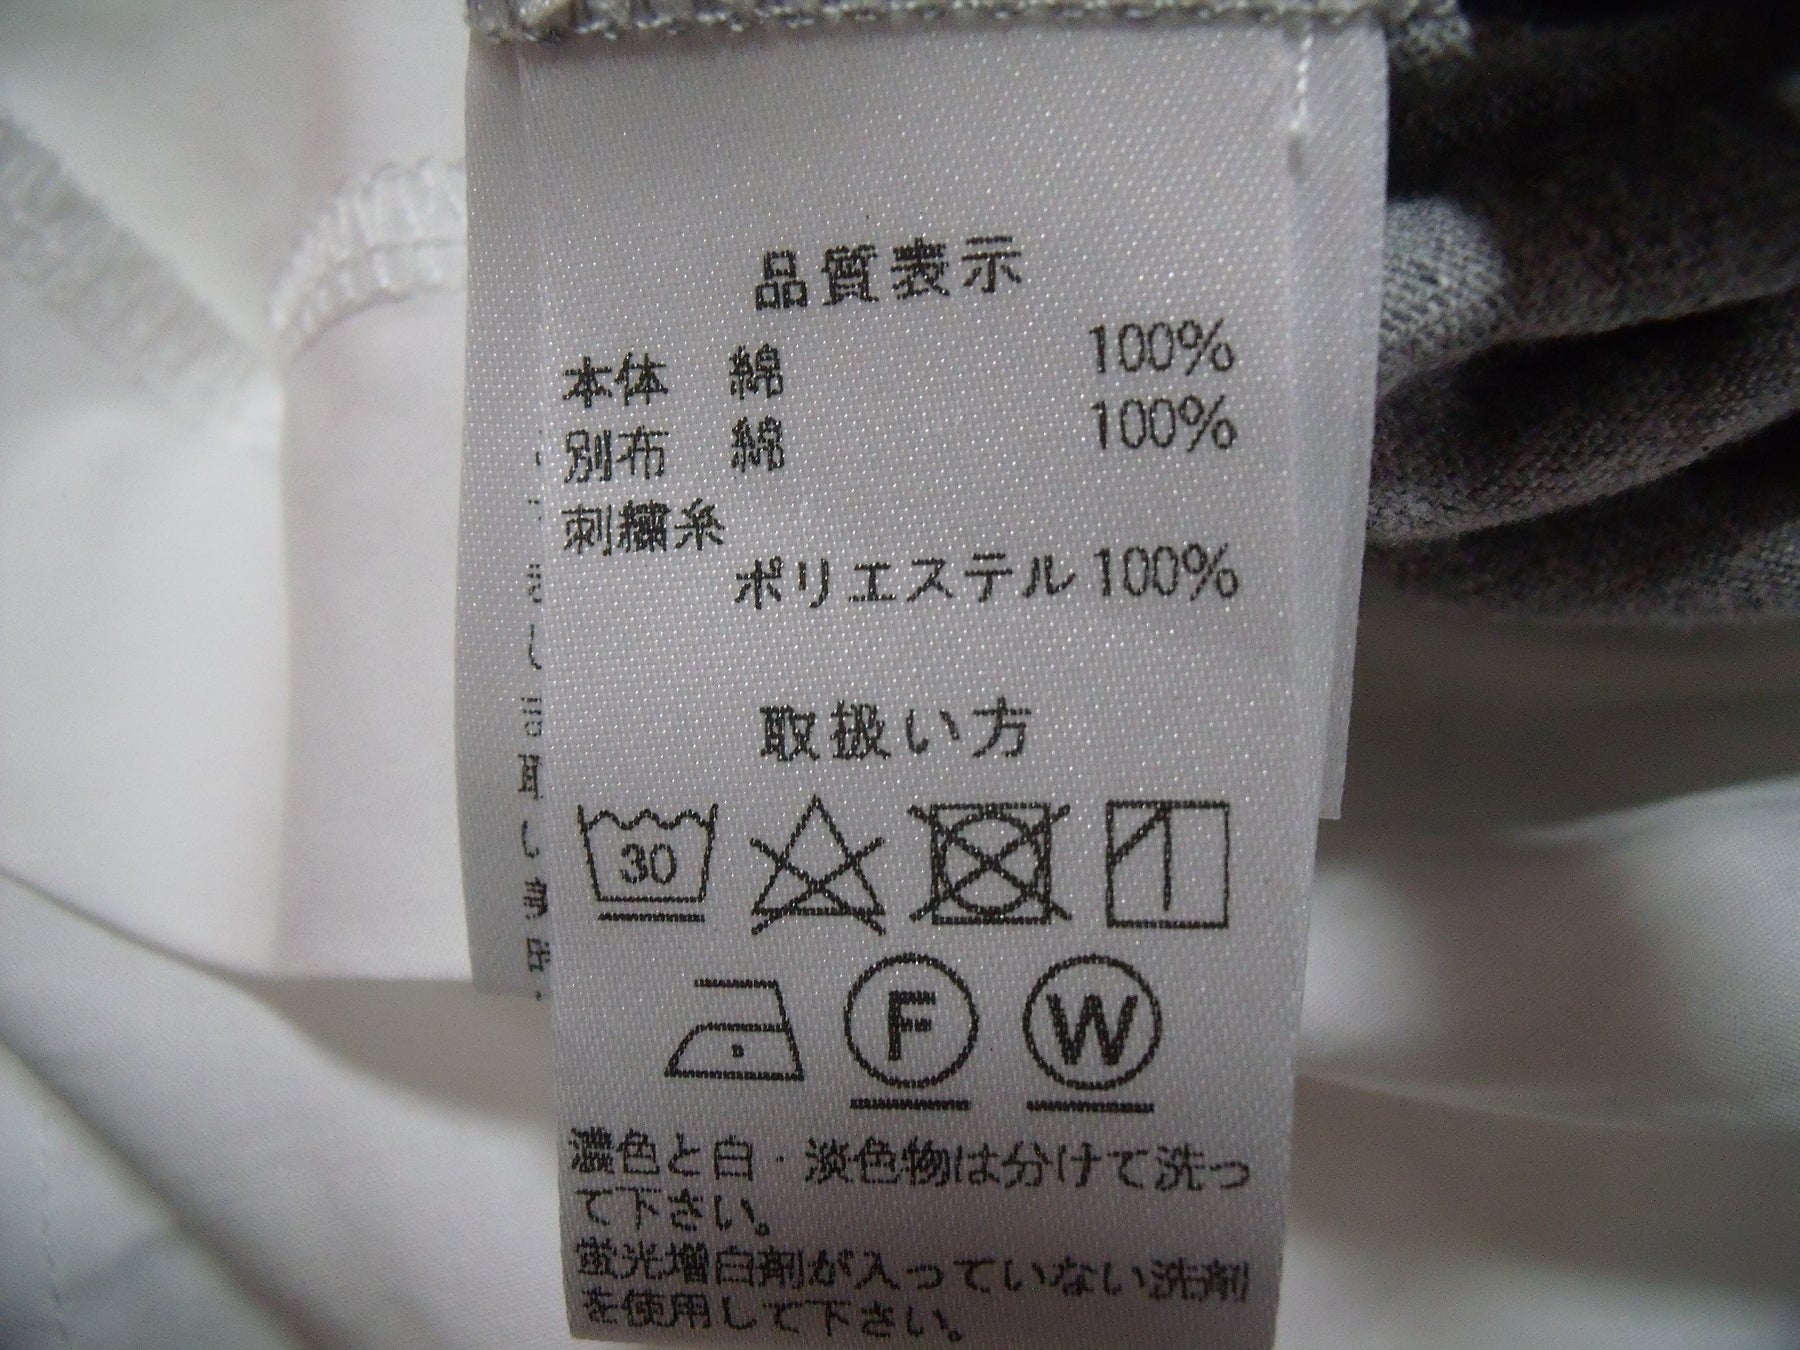 品質表示
本体 綿 100%
別布 綿 100%
刺繍糸
ポリエステル 100%
取扱い方
30
F W
濃色と白・淡色物は分けて洗っ
て下さい。
蛍光増白剤が入っていない洗剤
を使用して下さい。